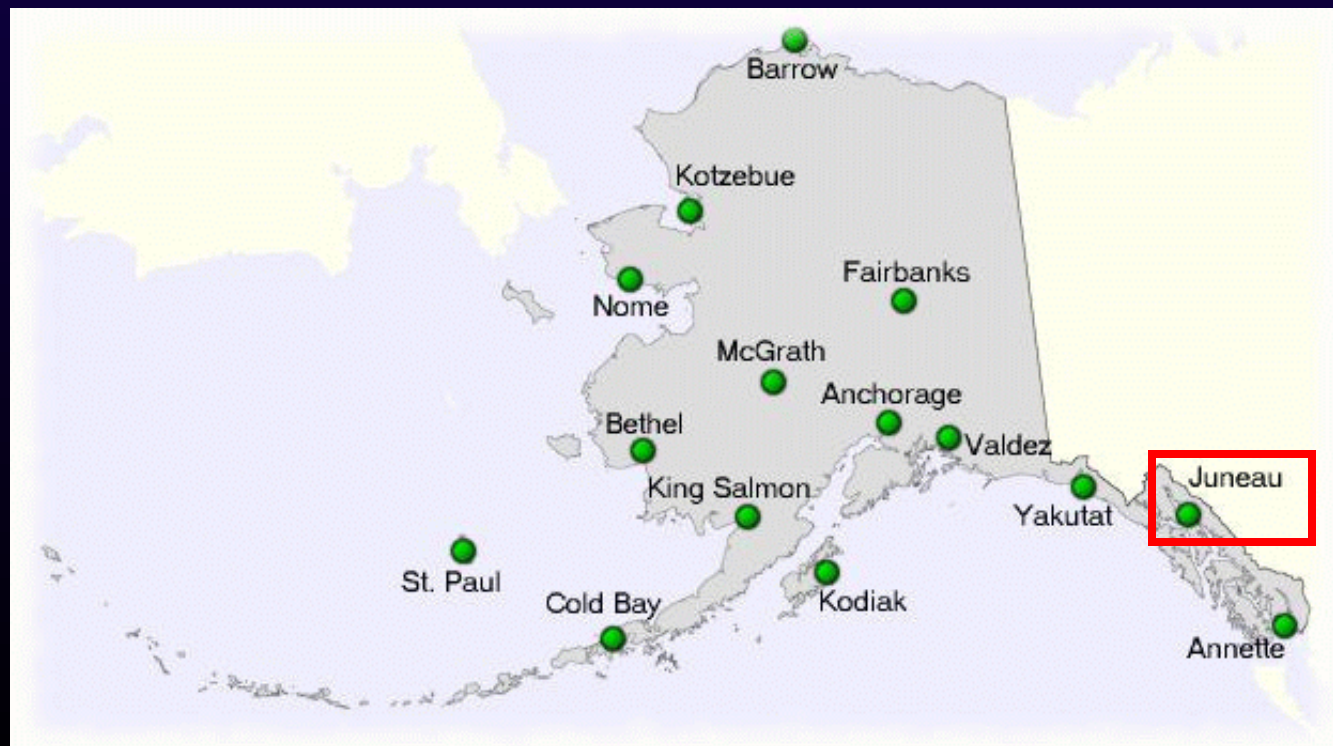 Barrow
Kotzebue
Fairbanks
Nome
McGrath
Anchorage
Bethel
Valdez
Juneau
King Salmon
Yakutat
St. Paul
Cold Bay
Kodiak
Annette